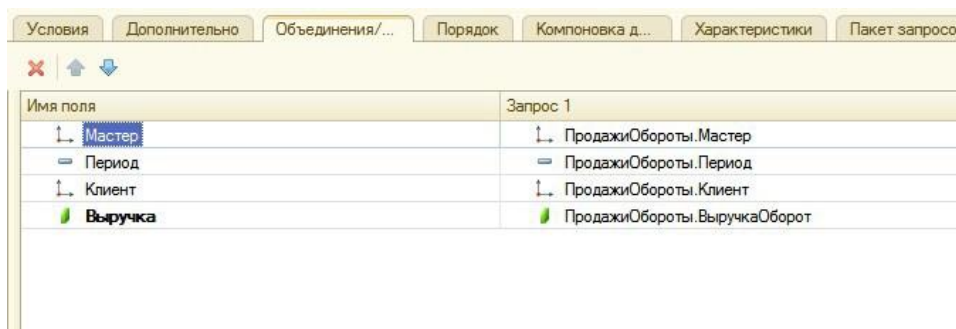 Условия Дополнительно Объединения/... Порядок Компоновка д... Характеристики Пакет запросо
Имя поля Запрос 1
Мастер ПродажиОбороты.Мастер
Период ПродажиОбороты.Период
Клиент ПродажиОбороты.Клиент
Выручка ПродажиОбороты.ВыручкаОборот